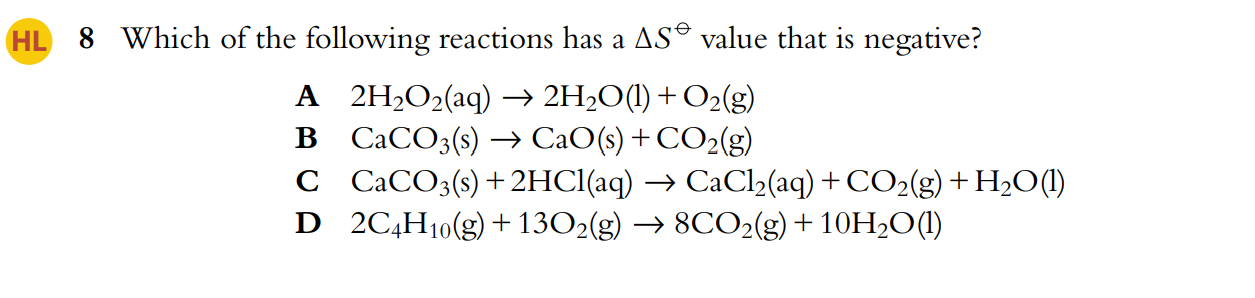 HL 8 Which of the following reactions has a ΔS⦵ value that is negative?
A 2H₂O₂(aq) → 2H₂O(l) + O₂(g)
B CaCO₃(s) → CaO(s) + CO₂(g)
C CaCO₃(s) + 2HCl(aq) → CaCl₂(aq) + CO₂(g) + H₂O(l)
D 2C₄H₁₀(g) + 13O₂(g) → 8CO₂(g) + 10H₂O(l)